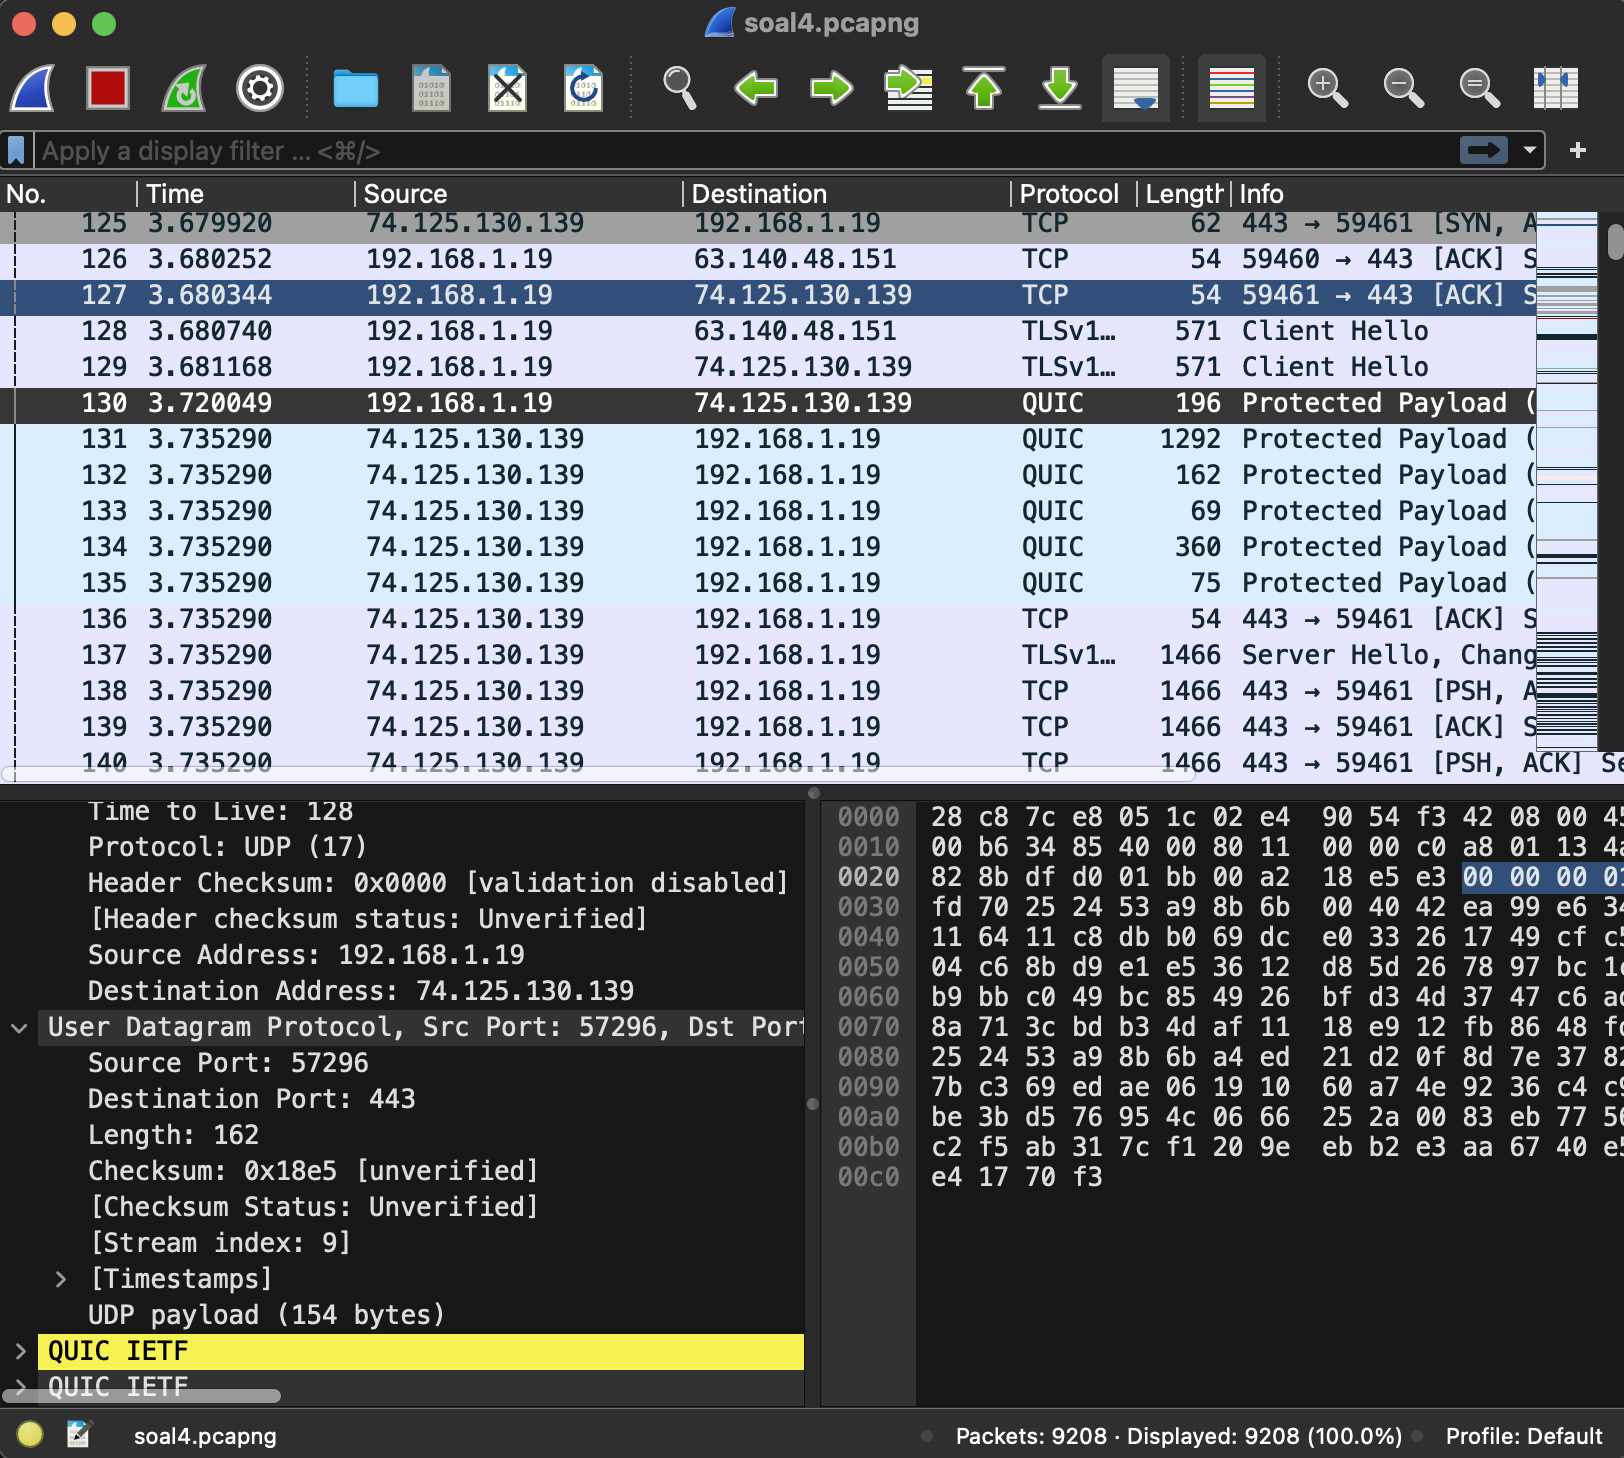 soal4.pcapng
Apply a display filter ... <⌘/>
No. Time Source Destination Protocol Length Info
125 3.679920 74.125.130.139 192.168.1.19 TCP 62 443 → 59461 [SYN, A
126 3.680252 192.168.1.19 63.140.48.151 TCP 54 59460 → 443 [ACK] S
127 3.680344 192.168.1.19 74.125.130.139 TCP 54 59461 → 443 [ACK] S
128 3.680740 192.168.1.19 63.140.48.151 TLSv1… 571 Client Hello
129 3.681168 192.168.1.19 74.125.130.139 TLSv1… 571 Client Hello
130 3.720049 192.168.1.19 74.125.130.139 QUIC 196 Protected Payload (
131 3.735290 74.125.130.139 192.168.1.19 QUIC 1292 Protected Payload (
132 3.735290 74.125.130.139 192.168.1.19 QUIC 162 Protected Payload (
133 3.735290 74.125.130.139 192.168.1.19 QUIC 69 Protected Payload (
134 3.735290 74.125.130.139 192.168.1.19 QUIC 360 Protected Payload (
135 3.735290 74.125.130.139 192.168.1.19 QUIC 75 Protected Payload (
136 3.735290 74.125.130.139 192.168.1.19 TCP 54 443 → 59461 [ACK] S
137 3.735290 74.125.130.139 192.168.1.19 TLSv1… 1466 Server Hello, Chang
138 3.735290 74.125.130.139 192.168.1.19 TCP 1466 443 → 59461 [PSH, A
139 3.735290 74.125.130.139 192.168.1.19 TCP 1466 443 → 59461 [ACK] S
140 3.735290 74.125.130.139 192.168.1.19 TCP 1466 443 → 59461 [PSH, ACK] Se
Time to Live: 128
Protocol: UDP (17)
Header Checksum: 0x0000 [validation disabled]
[Header checksum status: Unverified]
Source Address: 192.168.1.19
Destination Address: 74.125.130.139
User Datagram Protocol, Src Port: 57296, Dst Port
Source Port: 57296
Destination Port: 443
Length: 162
Checksum: 0x18e5 [unverified]
[Checksum Status: Unverified]
[Stream index: 9]
[Timestamps]
UDP payload (154 bytes)
QUIC IETF
QUIC IETF
0000 28 c8 7c e8 05 1c 02 e4 90 54 f3 42 08 00 45
0010 00 b6 34 85 40 00 80 11 00 00 c0 a8 01 13 4a
0020 82 8b df d0 01 bb 00 a2 18 e5 e3 00 00 00 01
0030 fd 70 25 24 53 a9 8b 6b 00 40 42 ea 99 e6 34
0040 11 64 11 c8 db b0 69 dc e0 33 26 17 49 cf c5
0050 04 c6 8b d9 e1 e5 36 12 d8 5d 26 78 97 bc 1c
0060 b9 bb c0 49 bc 85 49 26 bf d3 4d 37 47 c6
0070 8a 71 3c bd b3 4d af 11 18 e9 12 fb 86 48
0080 25 24 53 a9 8b 6b a4 ed 21 d2 0f 8d 7e 37 82
0090 7b c3 69 ed ae 06 19 10 60 a7 4e 92 36 c4 c9
00a0 be 3b d5 76 95 4c 06 66 25 2a 00 83 eb 77
00b0 c2 f5 ab 31 7c f1 20 9e eb b2 e3 aa 67 40 e5
00c0 e4 17 70 f3
soal4.pcapng Packets: 9208 · Displayed: 9208 (100.0%) Profile: Default